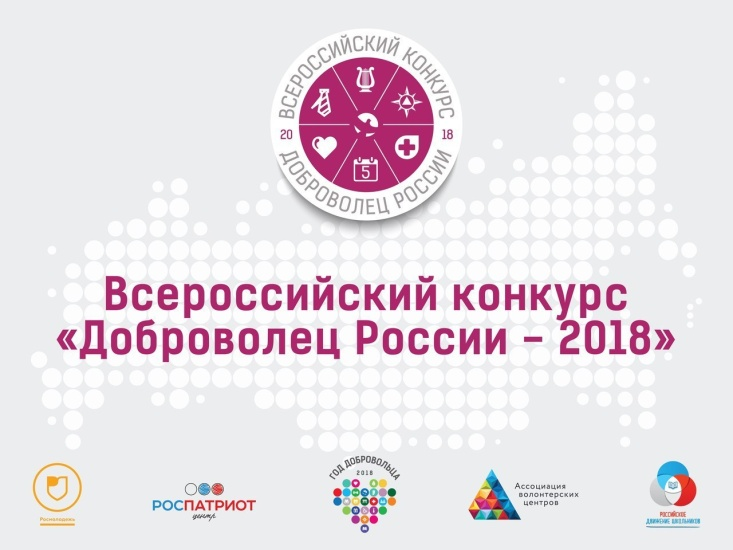 ВСЕРОССИЙСКИЙ КОНКУРС
20 18
5
ДОБРОВОЛЕЦ РОССИИ
Всероссийский конкурс
«Доброволец России – 2018»
Росмолодежь
РОСПАТРИОТ
центр
ГОД ДОБРОВОЛЬЦА
2018
Ассоциация
волонтерских
центров
РОССИЙСКОЕ
ДВИЖЕНИЕ ШКОЛЬНИКОВ